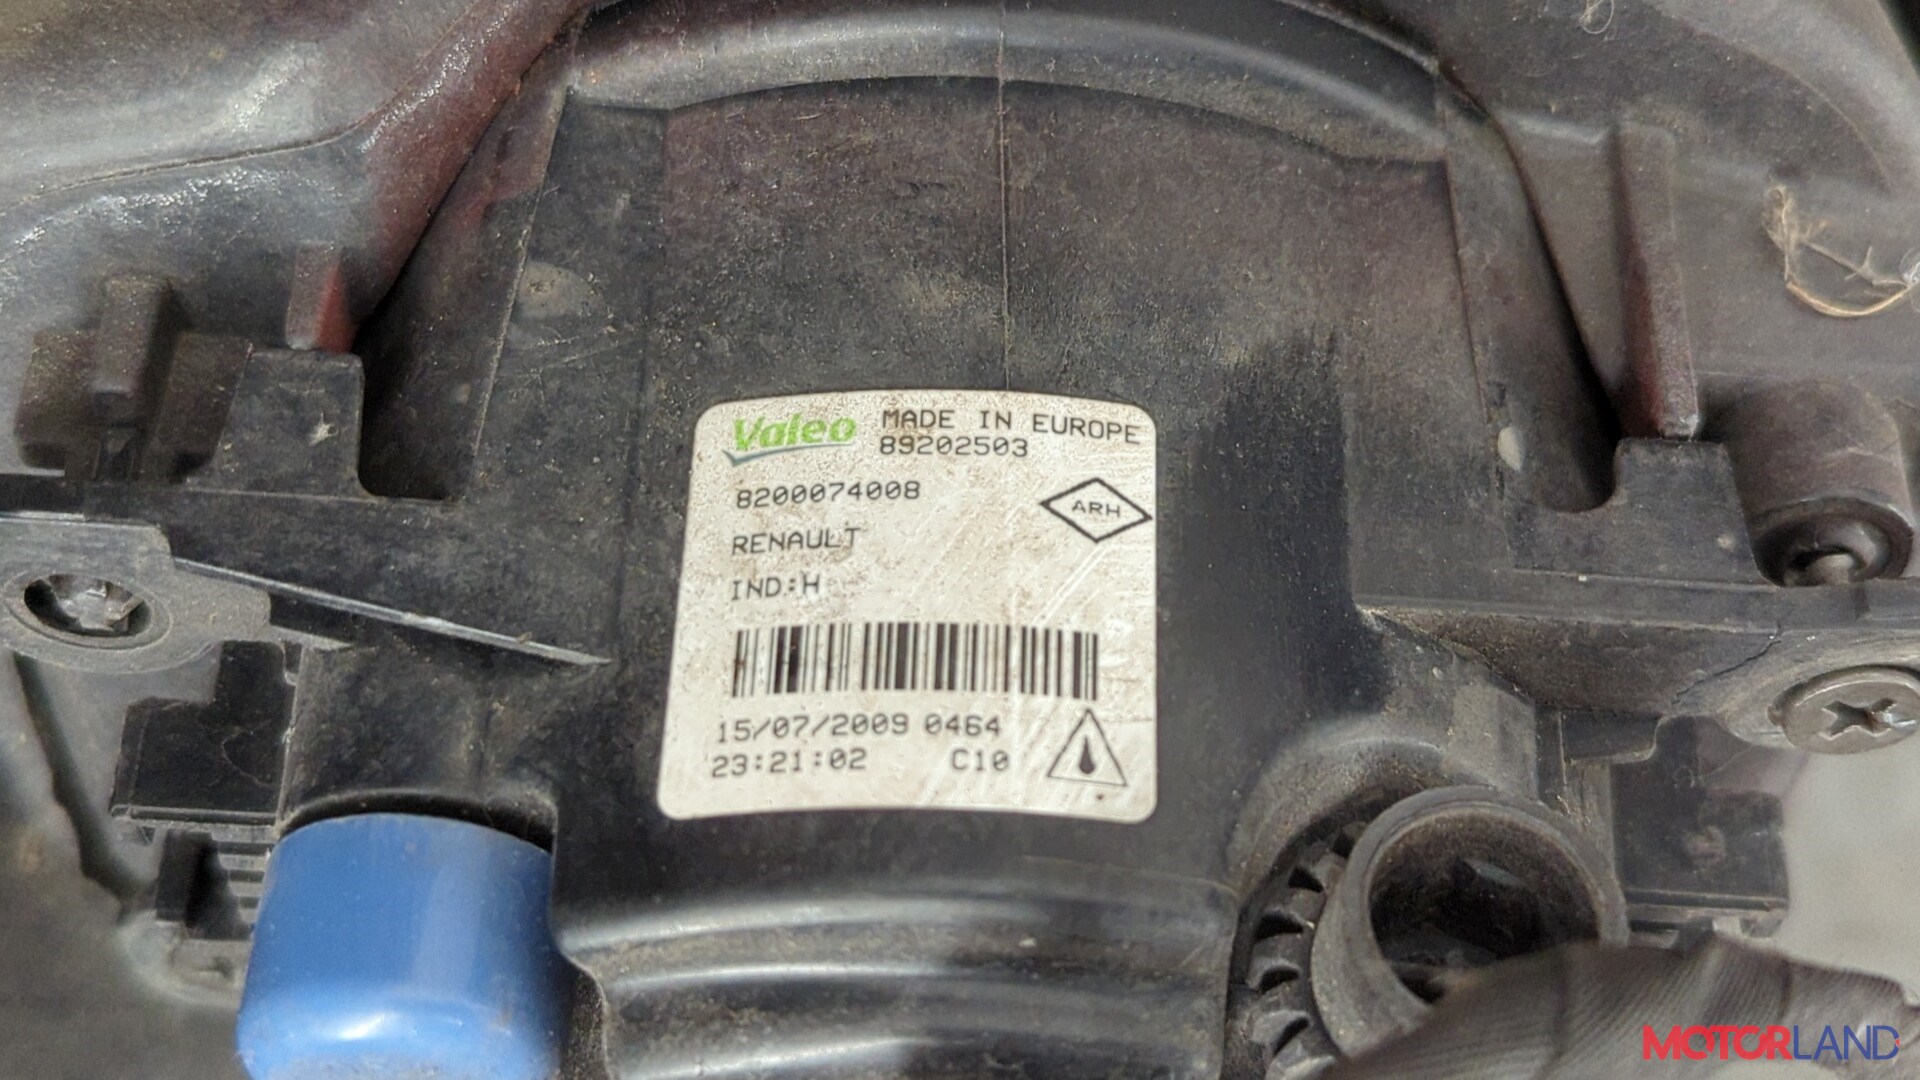 Valeo MADE IN EUROPE
89202503
8200074008
ARH
RENAULT
IND:H
15/07/2009 0464
23:21:02 C10
MOTORLAND